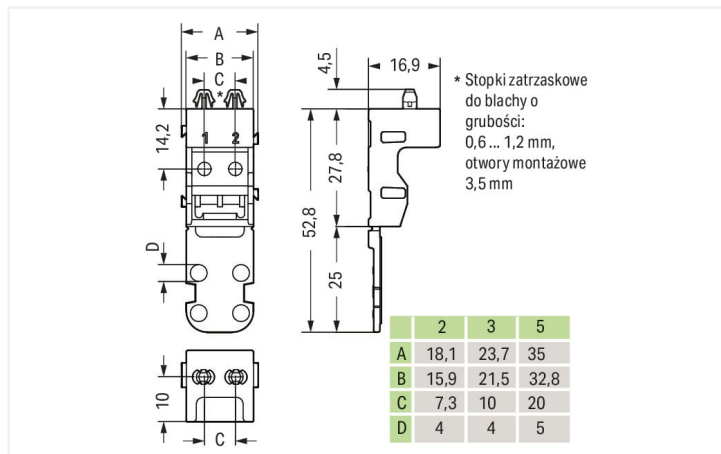 A
B
C
*
4,5
16,9
* Stopki zatrzaskowe
do blachy o
grubości:
0,6 ... 1,2 mm,
otwory montażowe
3,5 mm
14,2
1 2
27,8
52,8
D
25
10
C
2 3 5
A 18,1 23,7 35
B 15,9 21,5 32,8
C 7,3 10 20
D 4 4 5